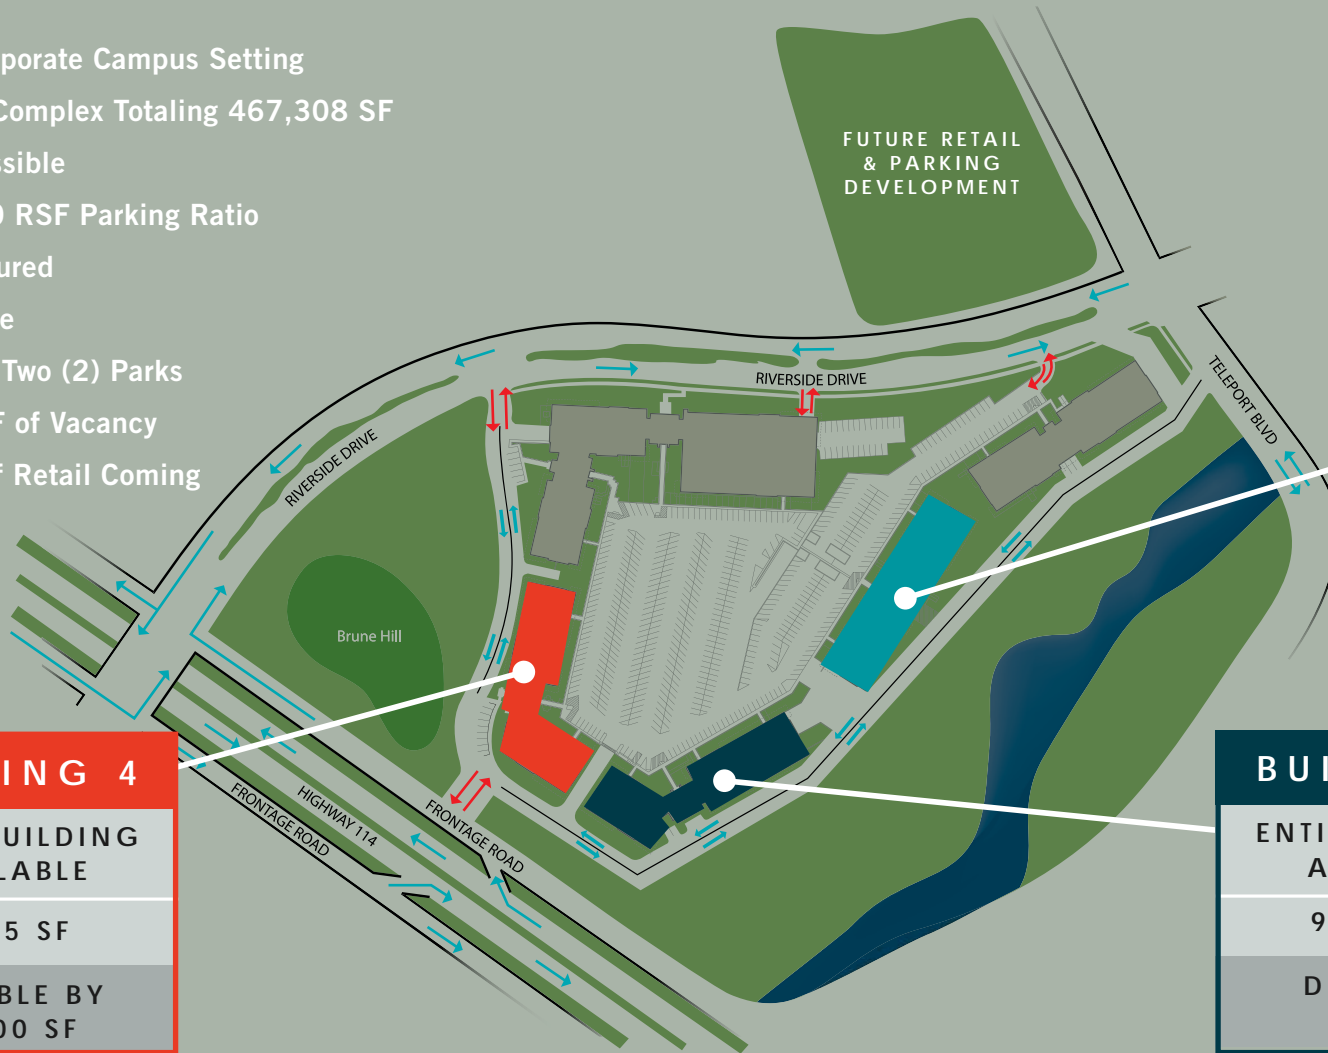 porate Campus Setting
Complex Totaling 467,308 SF
ssible
RSF Parking Ratio
ured
e
Two (2) Parks
F of Vacancy
f Retail Coming
FUTURE RETAIL
& PARKING
DEVELOPMENT
RIVERSIDE DRIVE
TELEPORT BLVD
RIVERSIDE DRIVE
Brune Hill
FRONTAGE ROAD
HIGHWAY 114
FRONTAGE ROAD
ING 4
UILDING
LABLE
5 SF
BLE BY
00 SF
BUI
ENTI
A
9
D